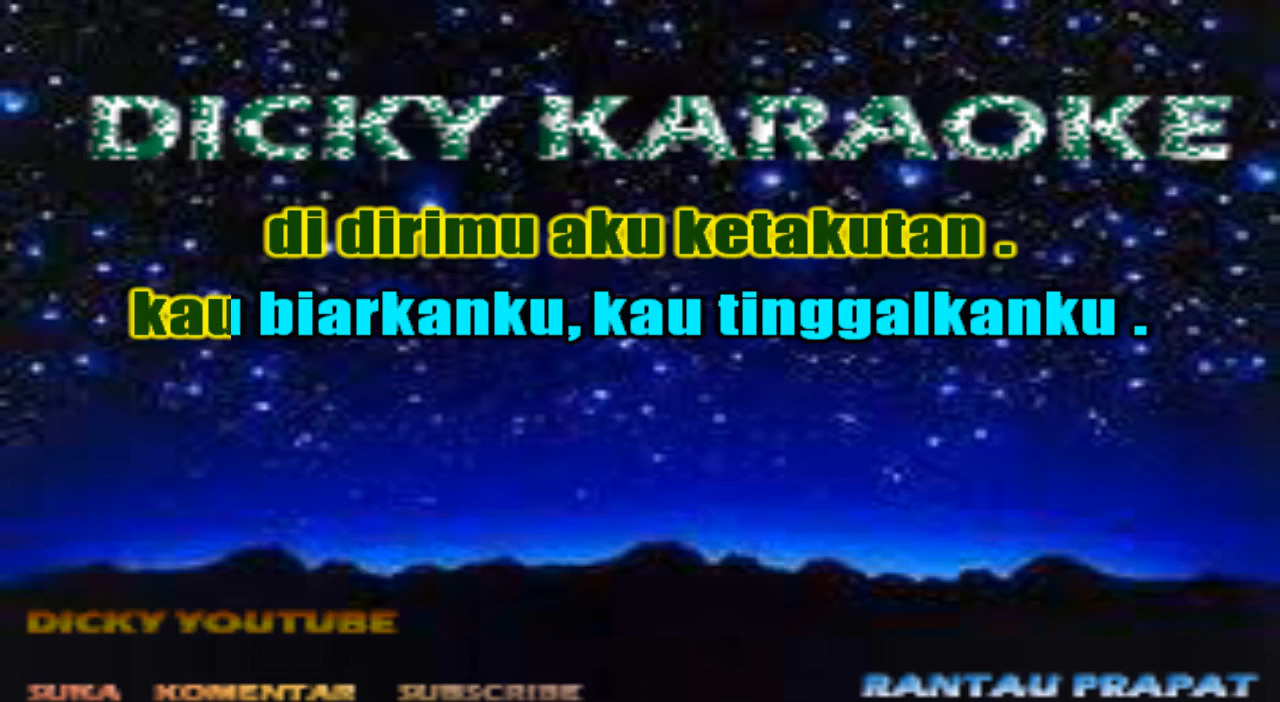 DICKY KARAOKE
di dirimu aku ketakutan .
kau biarkanku, kau tinggalkanku .
DICKY YOUTUBE
SUKA KOMENTAR SUBSCRIBE
RANTAU PRAPAT